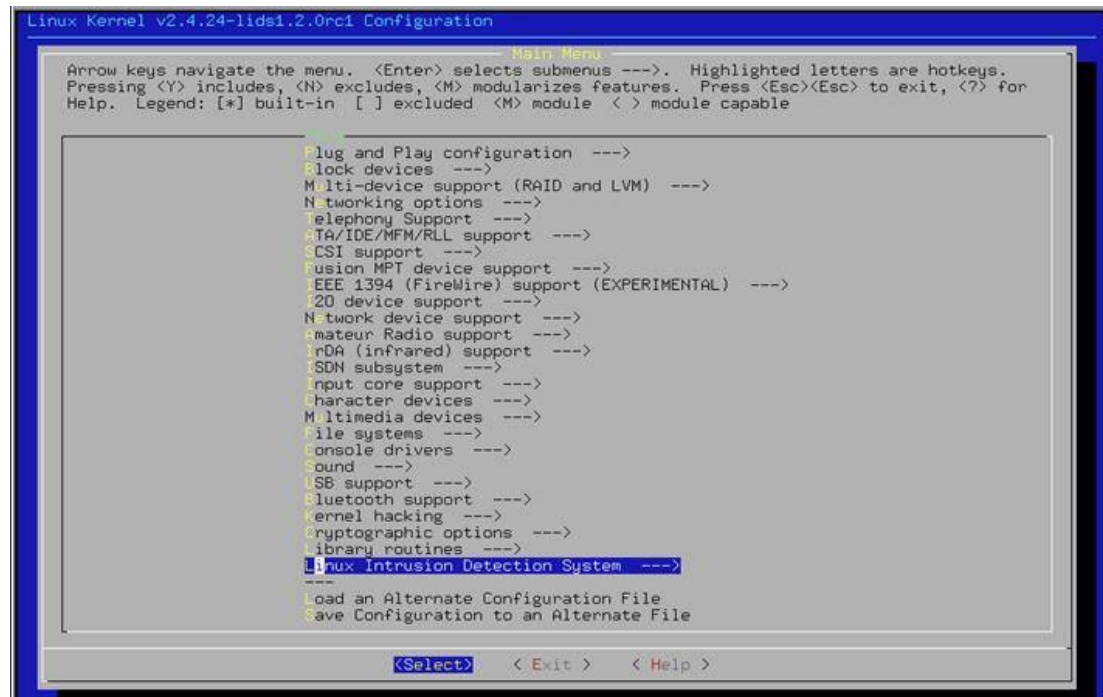 Linux Kernel v2.4.24-lids1.2.0rc1 Configuration
Main Menu
Arrow keys navigate the menu. <Enter> selects submenus --->. Highlighted letters are hotkeys.
Pressing <Y> includes, <N> excludes, <M> modularizes features. Press <Esc><Esc> to exit, <?> for
Help. Legend: [*] built-in [ ] excluded <M> module < > module capable
Plug and Play configuration --->
Block devices --->
Multi-device support (RAID and LVM) --->
Networking options --->
Telephony Support --->
ATA/IDE/MFM/RLL support --->
SCSI support --->
Fusion MPT device support --->
IEEE 1394 (FireWire) support (EXPERIMENTAL) --->
I2O device support --->
Network device support --->
Amateur Radio support --->
IrDA (infrared) support --->
ISDN subsystem --->
Input core support --->
Character devices --->
Multimedia devices --->
File systems --->
Console drivers --->
Sound --->
USB support --->
Bluetooth support --->
Kernel hacking --->
Cryptographic options --->
Library routines --->
Linux Intrusion Detection System --->
---
Load an Alternate Configuration File
Save Configuration to an Alternate File
<Select> < Exit > < Help >